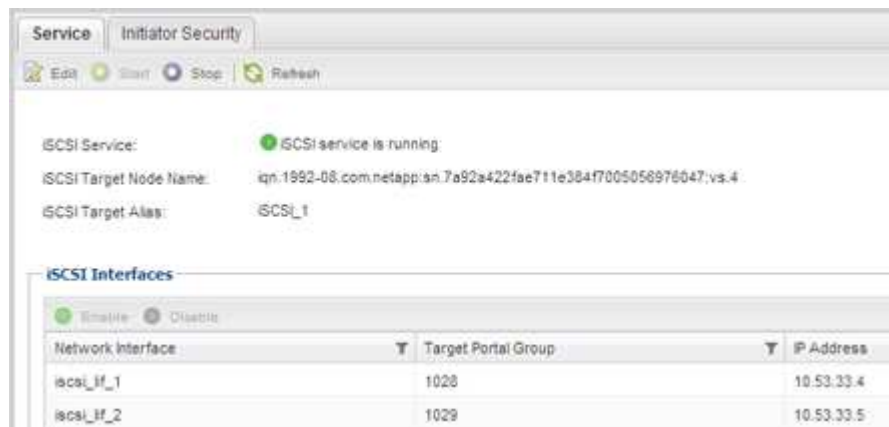 Service Initiator Security
Edit Start Stop Refresh
iSCSI Service: iSCSI service is running
iSCSI Target Node Name: iqn.1992-08.com.netapp:sn.7a92a422fae711e384f7005056976047:vs.4
iSCSI Target Alias: iSCSI_1
iSCSI Interfaces
Enable Disable
Network Interface Target Portal Group IP Address
iscsi_lif_1 1028 10.53.33.4
iscsi_lif_2 1029 10.53.33.5